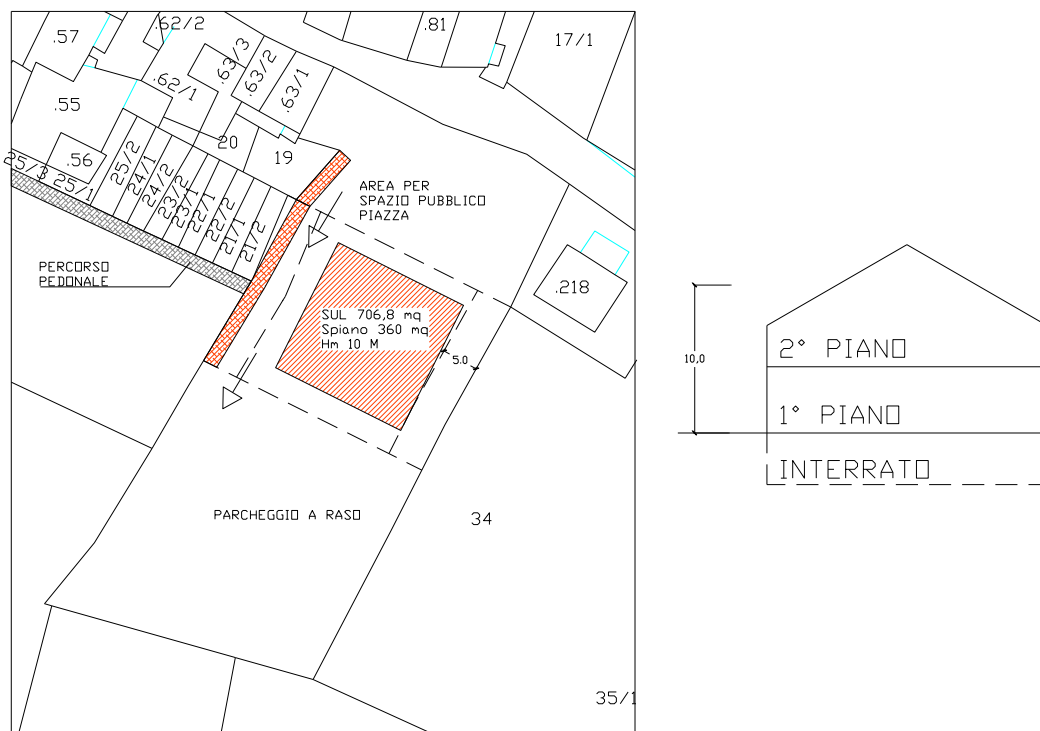 .57
.62/2
.81
17/1
.63/3
.63/2
.63/1
.62/1
.55
20
19
.56
25/3
25/1
25/2
24/1
24/2
23/2
23/1
22/1
22/2
21/1
21/2
AREA PER
SPAZIO PUBBLICO
PIAZZA
PERCORSO
PEDONALE
.218
SUL 706,8 mq
Spiano 360 mq
Hm 10 M
5.0
10,0
2° PIANO
1° PIANO
INTERRATO
PARCHEGGIO A RASO
34
35/1